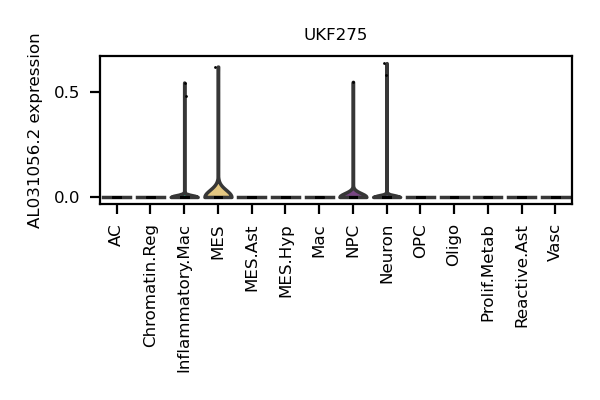 UKF275
AL031056.2 expression
0.5
0.0
AC
Chromatin.Reg
Inflammatory.Mac
MES
MES.Ast
MES.Hyp
Mac
NPC
Neuron
OPC
Oligo
Prolif.Metab
Reactive.Ast
Vasc